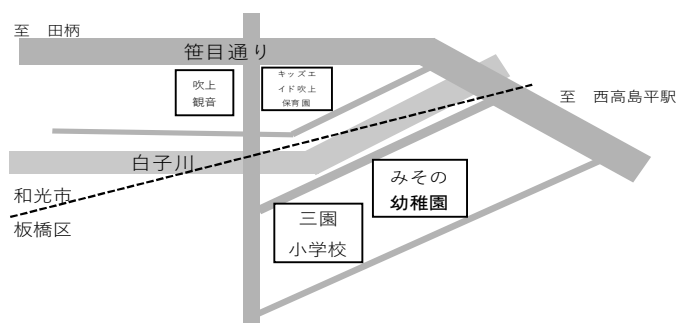 至 田柄
笹目通り
吹上
観音
キッズエ
イド吹上
保育園
至 西高島平駅
白子川
みその
幼稚園
和光市
板橋区
三園
小学校